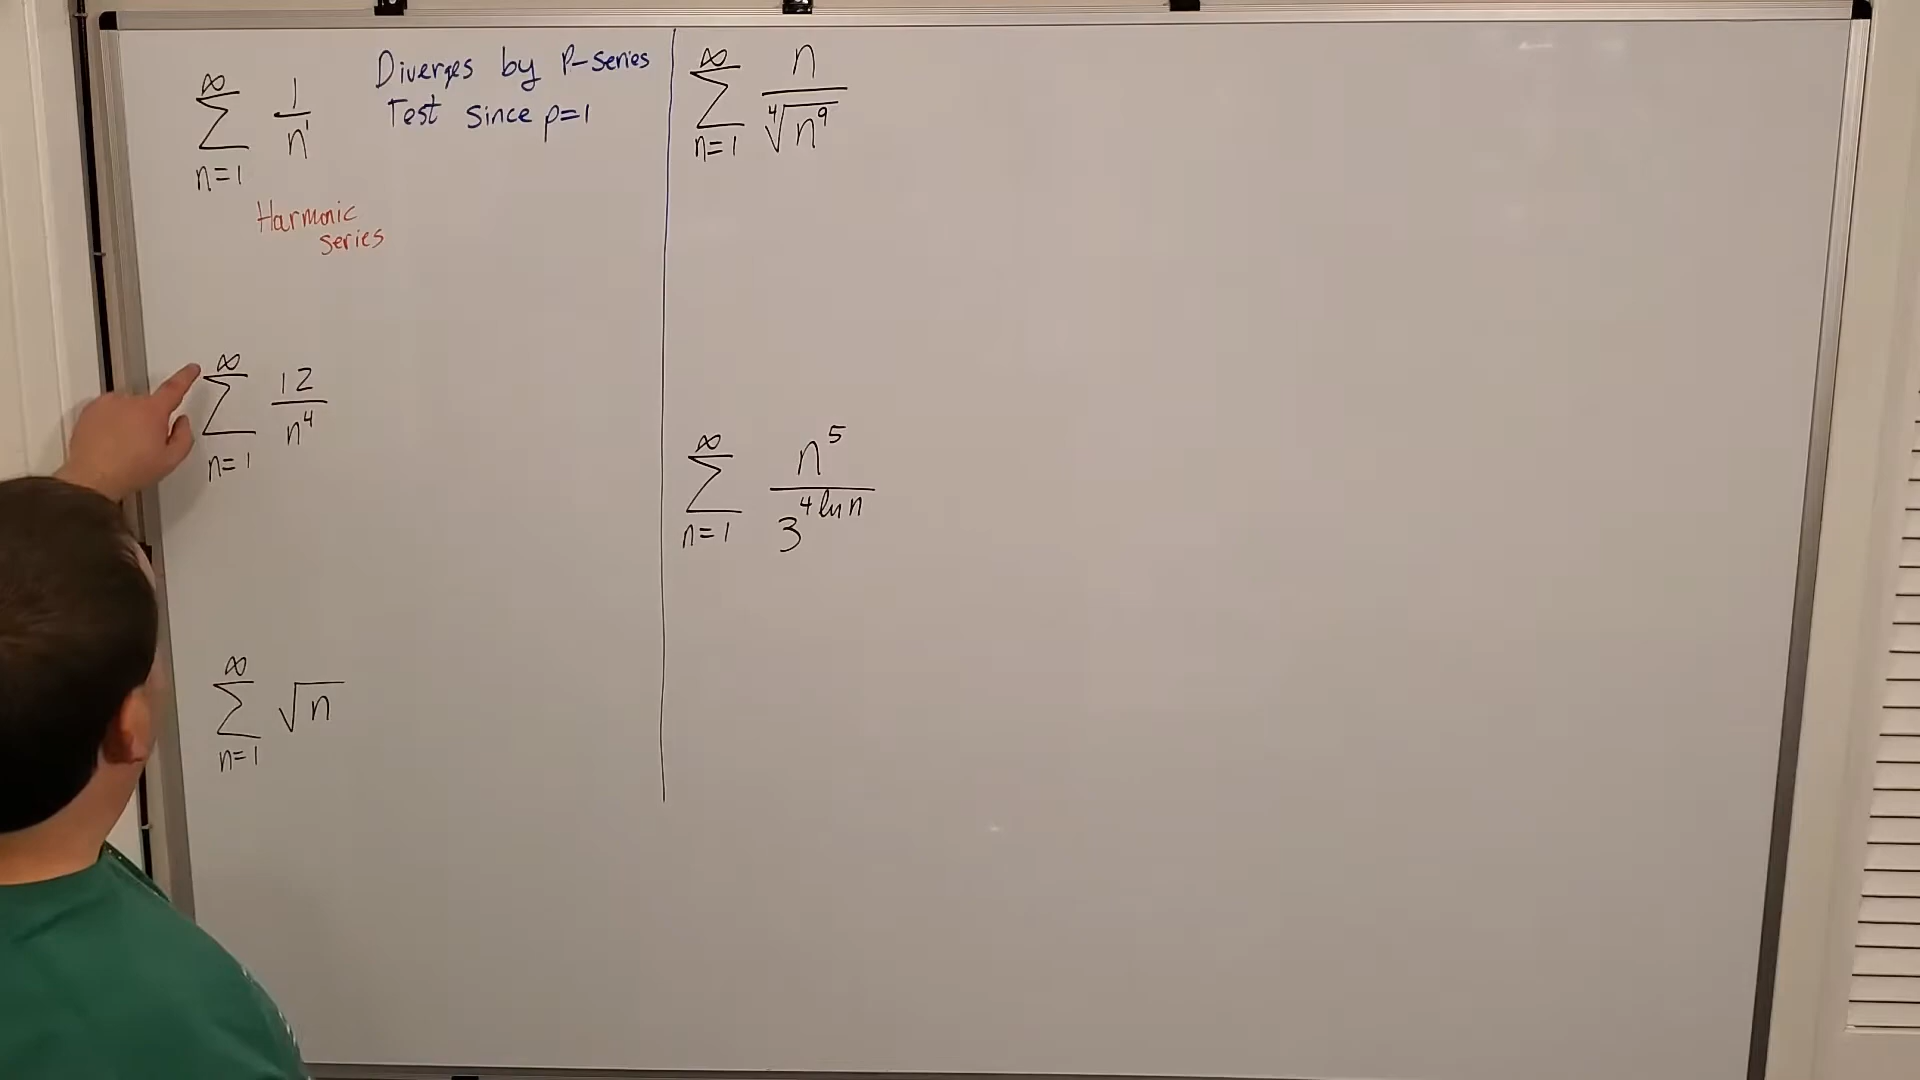 ∞
∑ 1/n¹
n=1
Diverges by P-series
Test since p=1
Harmonic
series
∞
∑ 12/n⁴
n=1
∞
∑ √n
n=1
∞
∑ n/⁴√n⁹
n=1
∞
∑ n⁵/3^(4 ln n)
n=1